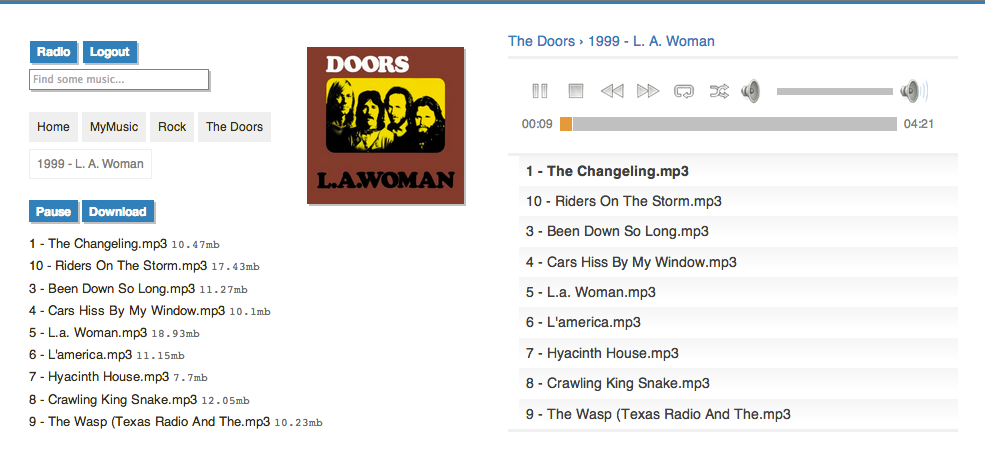 Radio Logout
Find some music...
Home MyMusic Rock The Doors
1999 - L. A. Woman
DOORS
L.A.WOMAN
Pause Download
1 - The Changeling.mp3 10.47mb
10 - Riders On The Storm.mp3 17.43mb
3 - Been Down So Long.mp3 11.27mb
4 - Cars Hiss By My Window.mp3 10.1mb
5 - L.a. Woman.mp3 18.93mb
6 - L'america.mp3 11.15mb
7 - Hyacinth House.mp3 7.7mb
8 - Crawling King Snake.mp3 12.05mb
9 - The Wasp (Texas Radio And The.mp3 10.23mb
The Doors › 1999 - L. A. Woman
00:09 04:21
1 - The Changeling.mp3
10 - Riders On The Storm.mp3
3 - Been Down So Long.mp3
4 - Cars Hiss By My Window.mp3
5 - L.a. Woman.mp3
6 - L'america.mp3
7 - Hyacinth House.mp3
8 - Crawling King Snake.mp3
9 - The Wasp (Texas Radio And The.mp3